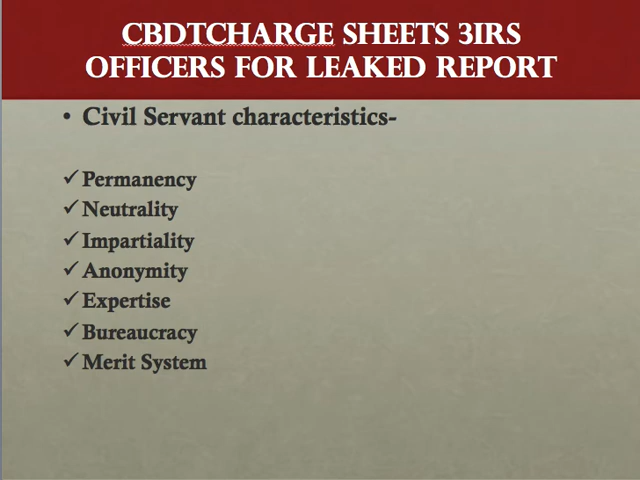 CBDTCHARGE SHEETS 3IRS
OFFICERS FOR LEAKED REPORT
• Civil Servant characteristics-
✓ Permanency
✓ Neutrality
✓ Impartiality
✓ Anonymity
✓ Expertise
✓ Bureaucracy
✓ Merit System